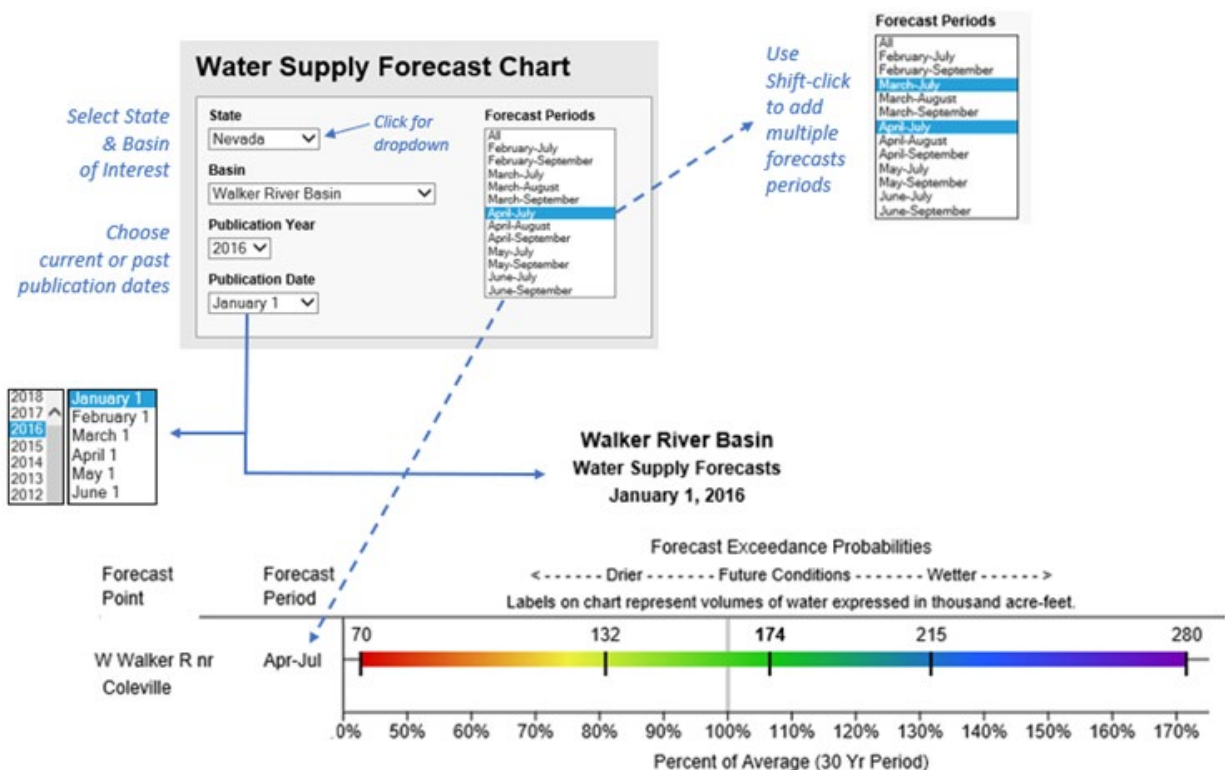 Water Supply Forecast Chart
Select State
& Basin
of Interest
Choose
current or past
publication dates
State
Nevada
Click for
dropdown
Basin
Walker River Basin
Publication Year
2016
Publication Date
January 1
Forecast Periods
All
February-July
February-September
March-July
March-August
March-September
April-July
April-August
April-September
May-July
May-September
June-July
June-September
Use
Shift-click
to add
multiple
forecasts
periods
Forecast Periods
All
February-July
February-September
March-July
March-August
March-September
April-July
April-August
April-September
May-July
May-September
June-July
June-September
2018
2017
2016
2015
2014
2013
2012
January 1
February 1
March 1
April 1
May 1
June 1
Walker River Basin
Water Supply Forecasts
January 1, 2016
Forecast Exceedance Probabilities
<------ Drier ------- Future Conditions ------- Wetter ------>
Labels on chart represent volumes of water expressed in thousand acre-feet.
Forecast
Point
Forecast
Period
70 132 174 215 280
W Walker R nr
Coleville
Apr-Jul
.0% 50% 60% 70% 80% 90% 100% 110% 120% 130% 140% 150% 160% 170%
Percent of Average (30 Yr Period)